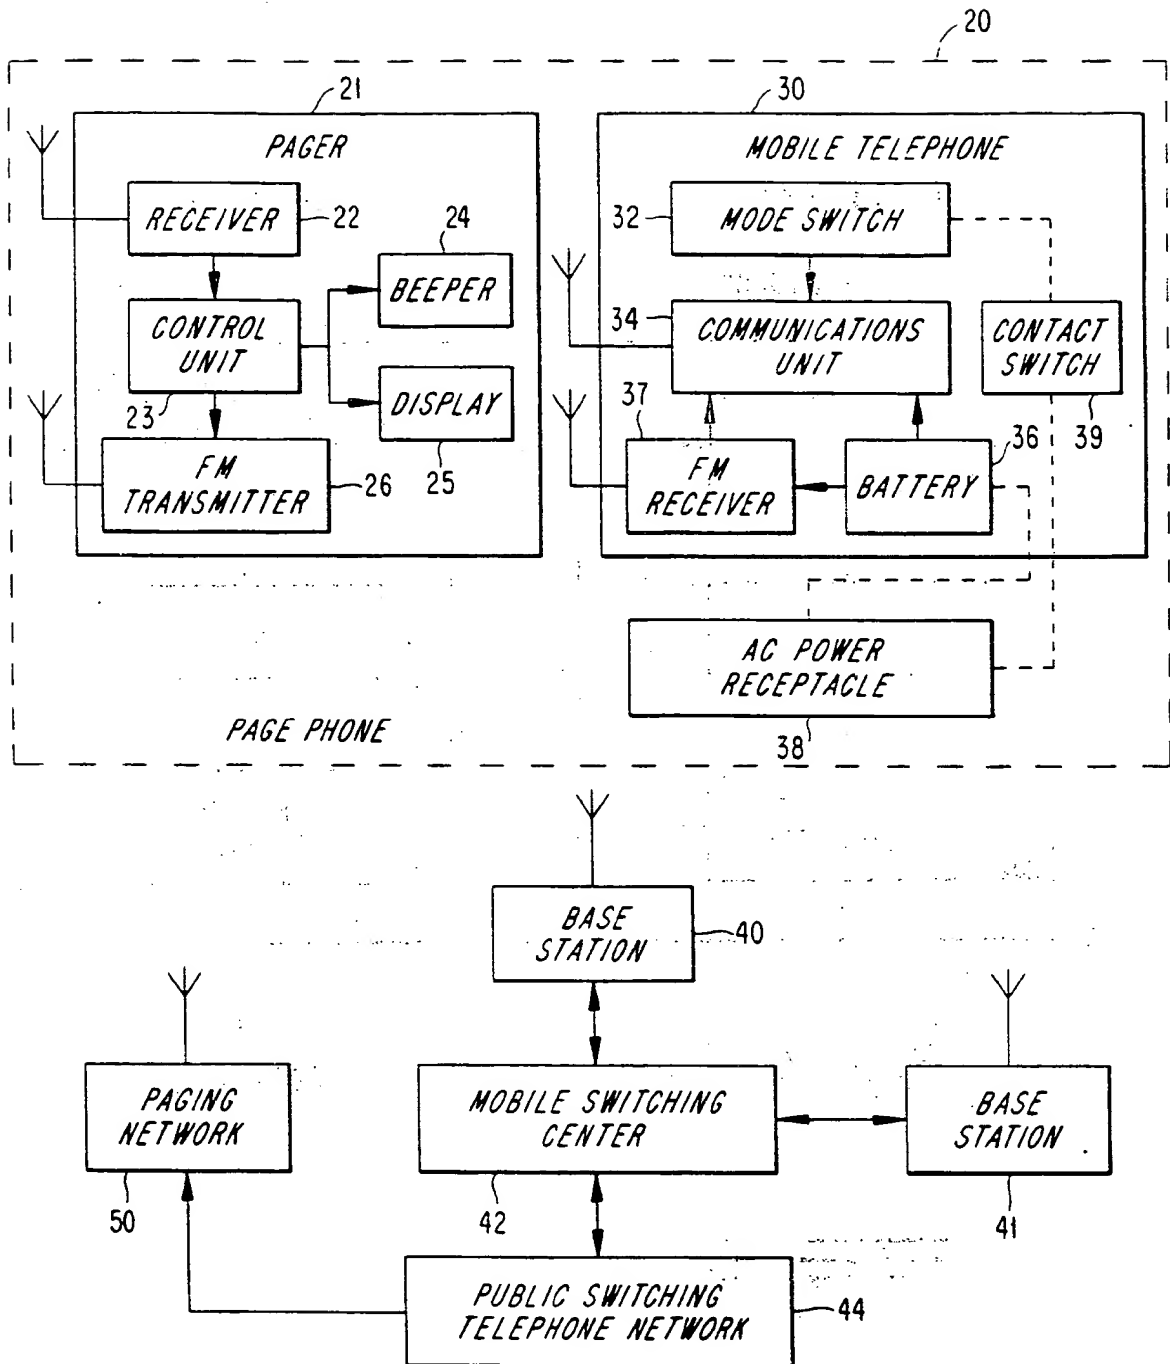 20
21
30
PAGER
MOBILE TELEPHONE
RECEIVER
22
24
32
MODE SWITCH
BEEPER
34
CONTROL
UNIT
COMMUNICATIONS
UNIT
CONTACT
SWITCH
23
DISPLAY
37
36
39
FM
TRANSMITTER
26
25
FM
RECEIVER
BATTERY
AC POWER
RECEPTACLE
PAGE PHONE
38
BASE
STATION
40
PAGING
NETWORK
MOBILE SWITCHING
CENTER
BASE
STATION
50
42
41
PUBLIC SWITCHING
TELEPHONE NETWORK
44